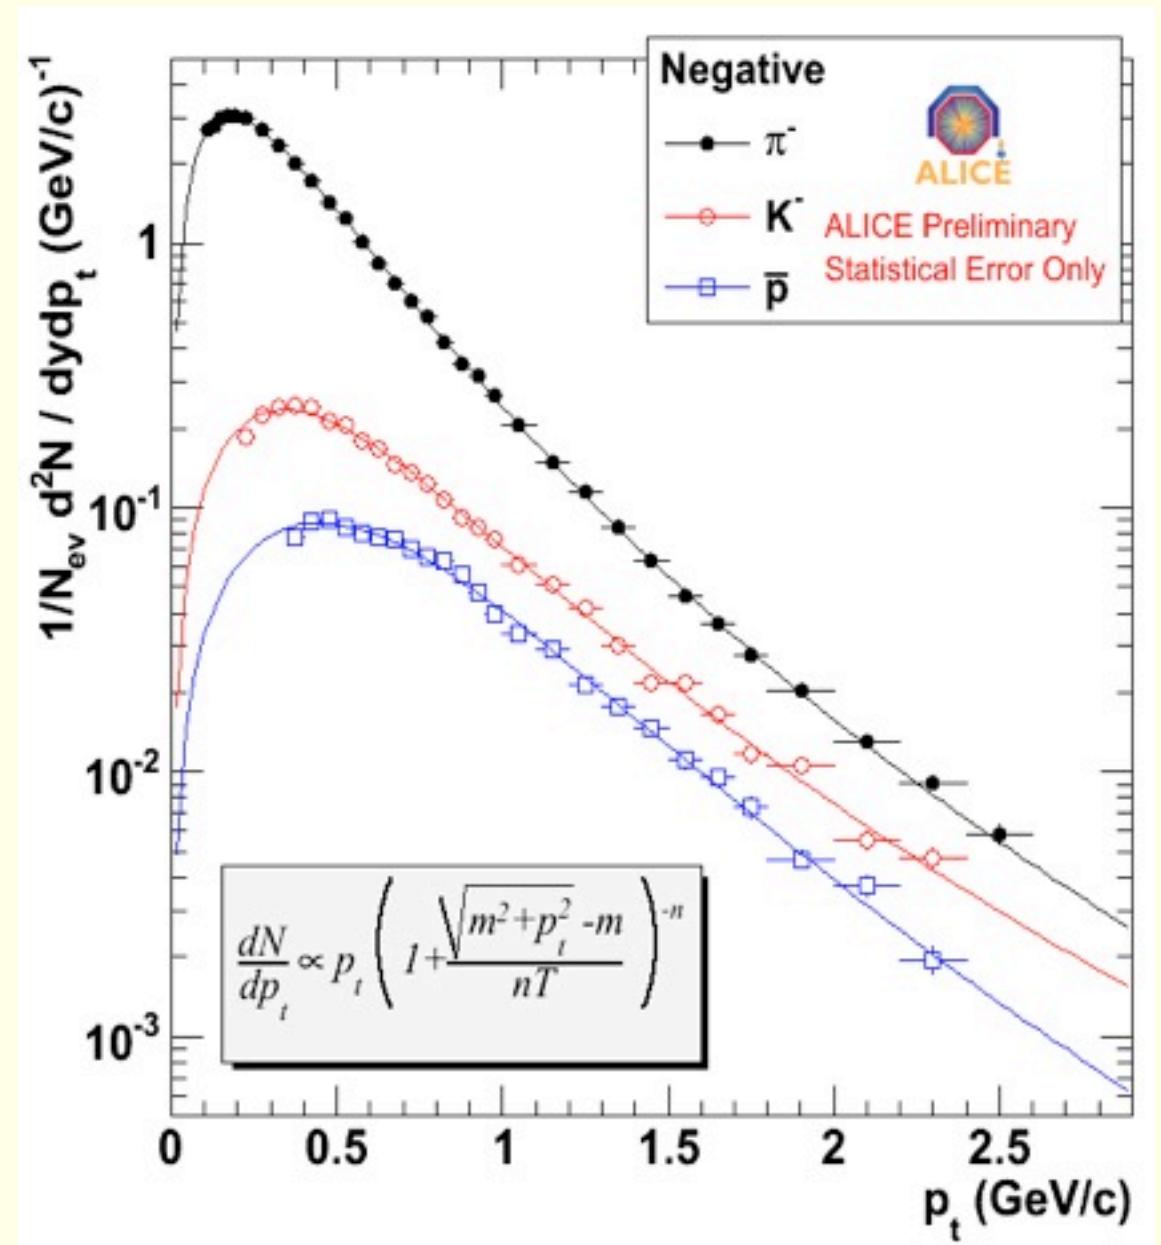 1/N_ev d²N / dydp_t (GeV/c)⁻¹
1
10⁻¹
10⁻²
10⁻³
Negative
π⁻
K⁻
p̅
ALICE
ALICE Preliminary
Statistical Error Only
dN/dp_t ∝ p_t (1+ (√(m²+p_t²) -m)/nT)⁻ⁿ
0 0.5 1 1.5 2 2.5
p_t (GeV/c)